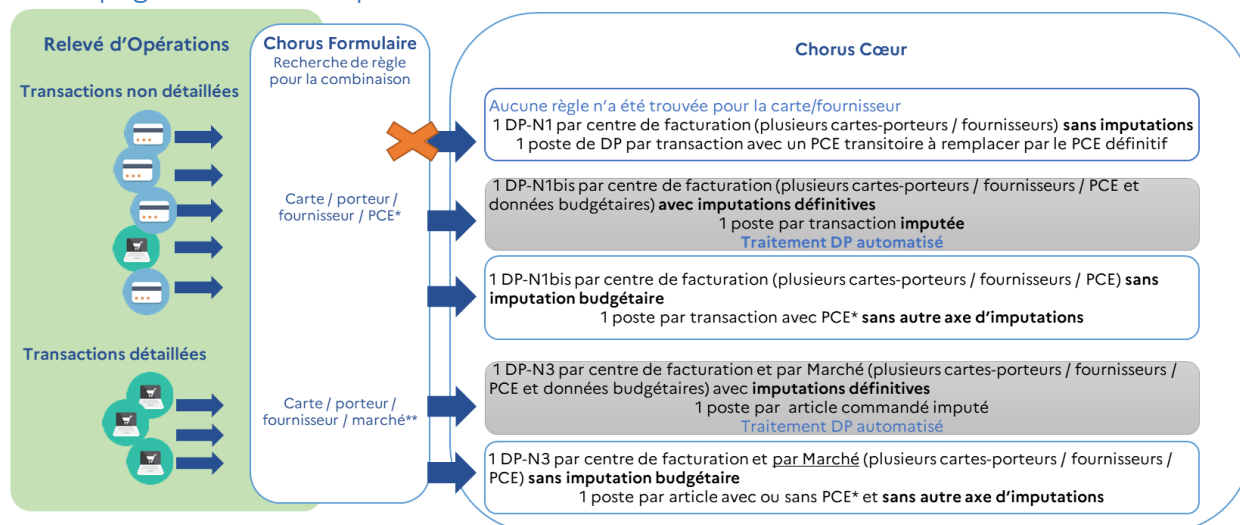 Relevé d'Opérations
Transactions non détaillées
Transactions détaillées
Chorus Formulaire
Recherche de règle
pour la combinaison
Carte / porteur /
fournisseur / PCE*
Carte / porteur /
fournisseur / marché**
Chorus Cœur
Aucune règle n'a été trouvée pour la carte/fournisseur
1 DP-N1 par centre de facturation (plusieurs cartes-porteurs / fournisseurs) sans imputations
1 poste de DP par transaction avec un PCE transitoire à remplacer par le PCE définitif
1 DP-N1bis par centre de facturation (plusieurs cartes-porteurs / fournisseurs / PCE et
données budgétaires) avec imputations définitives
1 poste par transaction imputée
Traitement DP automatisé
1 DP-N1bis par centre de facturation (plusieurs cartes-porteurs / fournisseurs / PCE) sans
imputation budgétaire
1 poste par transaction avec PCE* sans autre axe d'imputations
1 DP-N3 par centre de facturation et par Marché (plusieurs cartes-porteurs / fournisseurs /
PCE et données budgétaires) avec imputations définitives
1 poste par article commandé imputé
Traitement DP automatisé
1 DP-N3 par centre de facturation et par Marché (plusieurs cartes-porteurs / fournisseurs /
PCE) sans imputation budgétaire
1 poste par article avec ou sans PCE* et sans autre axe d'imputations